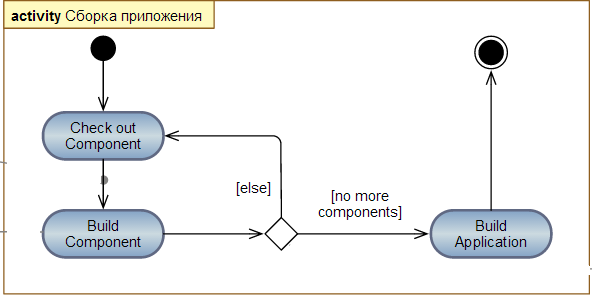 activity Сборка приложения
Check out
Component
[else]
[no more
components]
Build
Component
Build
Application